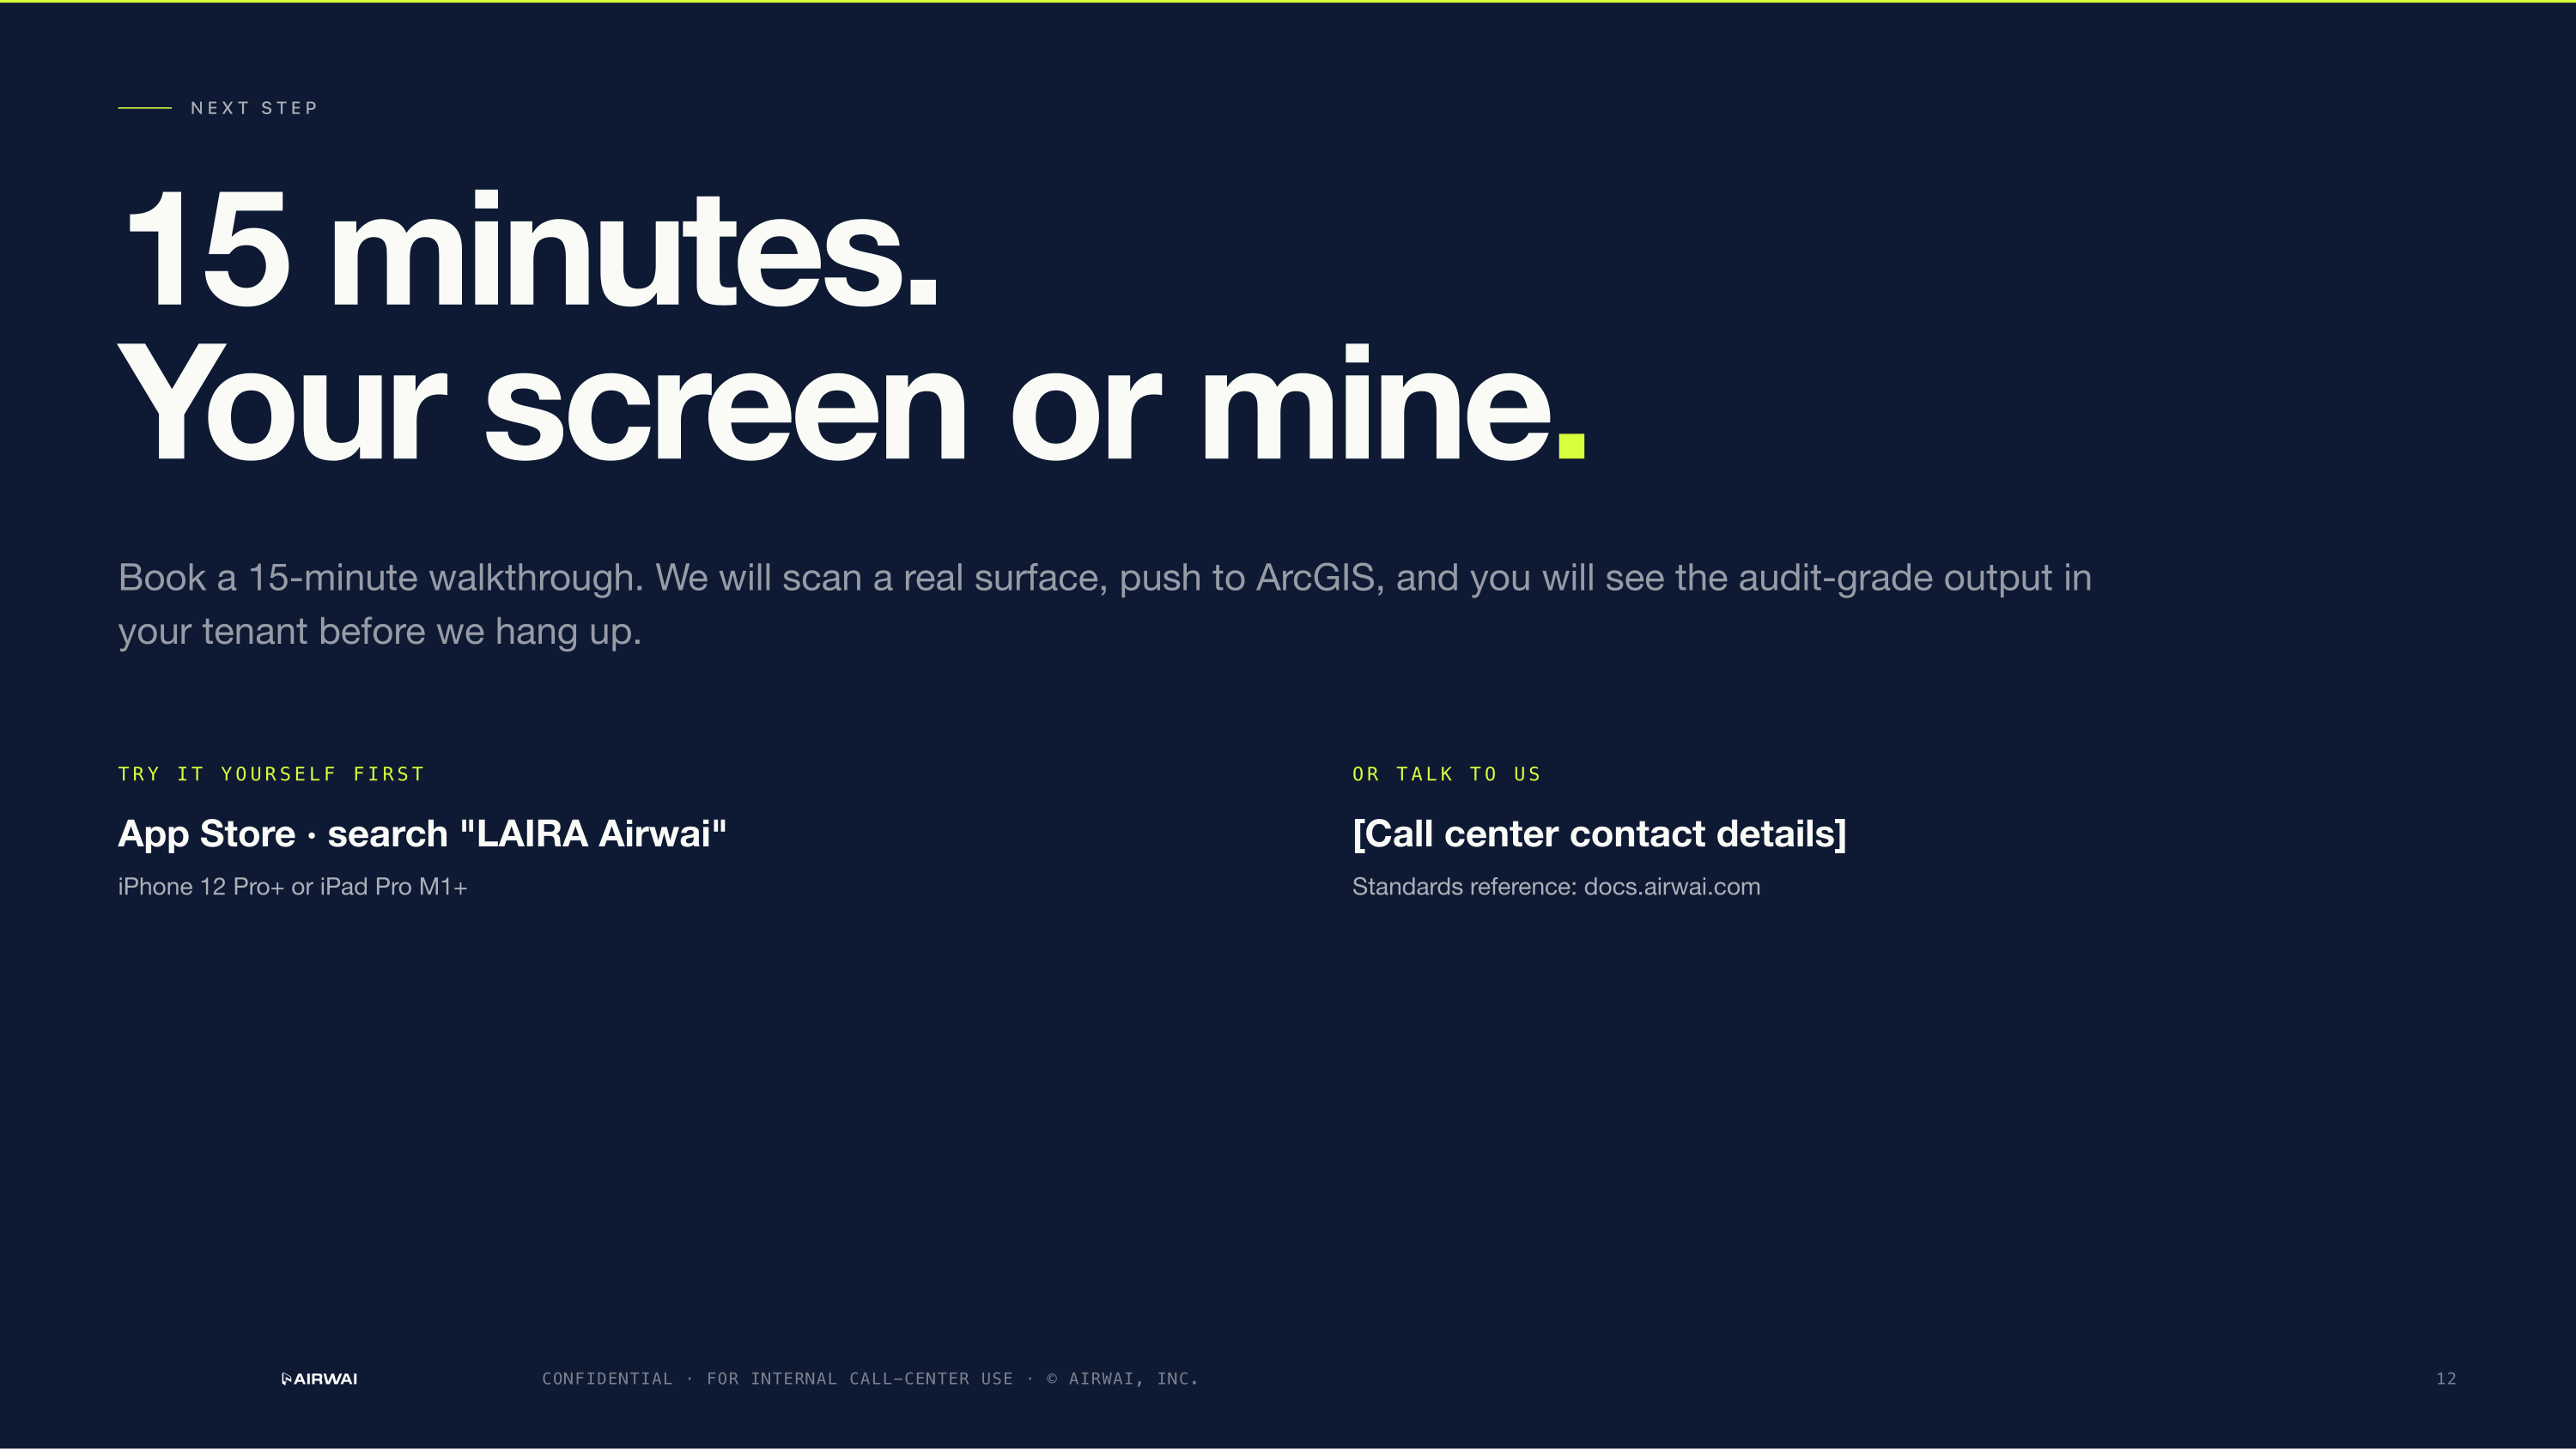 NEXT STEP
15 minutes.
Your screen or mine.
Book a 15-minute walkthrough. We will scan a real surface, push to ArcGIS, and you will see the audit-grade output in
your tenant before we hang up.
TRY IT YOURSELF FIRST
App Store · search "LAIRA Airwai"
iPhone 12 Pro+ or iPad Pro M1+
OR TALK TO US
[Call center contact details]
Standards reference: docs.airwai.com
AIRWAI
CONFIDENTIAL · FOR INTERNAL CALL-CENTER USE · © AIRWAI, INC.
12